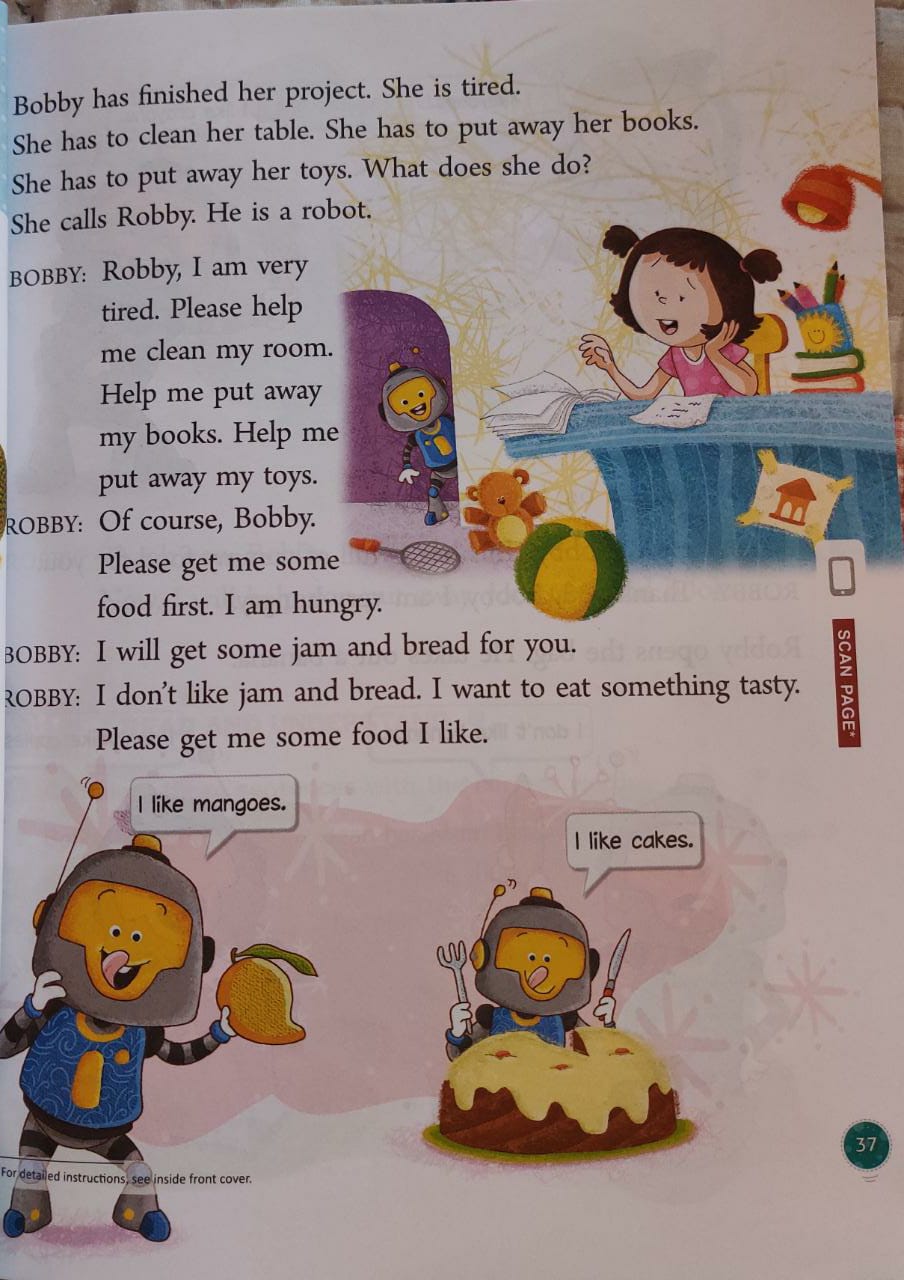 Bobby has finished her project. She is tired.
She has to clean her table. She has to put away her books.
She has to put away her toys. What does she do?
She calls Robby. He is a robot.
BOBBY: Robby, I am very
tired. Please help
me clean my room.
Help me put away
my books. Help me
put away my toys.
ROBBY: Of course, Bobby.
Please get me some
food first. I am hungry.
BOBBY: I will get some jam and bread for you.
ROBBY: I don't like jam and bread. I want to eat something tasty.
Please get me some food I like.
SCAN PAGE*
I like mangoes.
I like cakes.
37
For detailed instructions, see inside front cover.